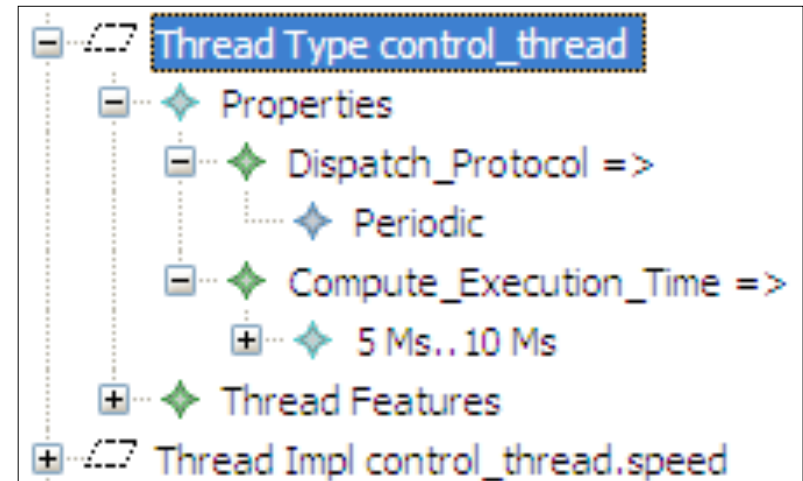 Thread Type control_thread
Properties
Dispatch_Protocol =>
Periodic
Compute_Execution_Time =>
5 Ms..10 Ms
Thread Features
Thread Impl control_thread.speed